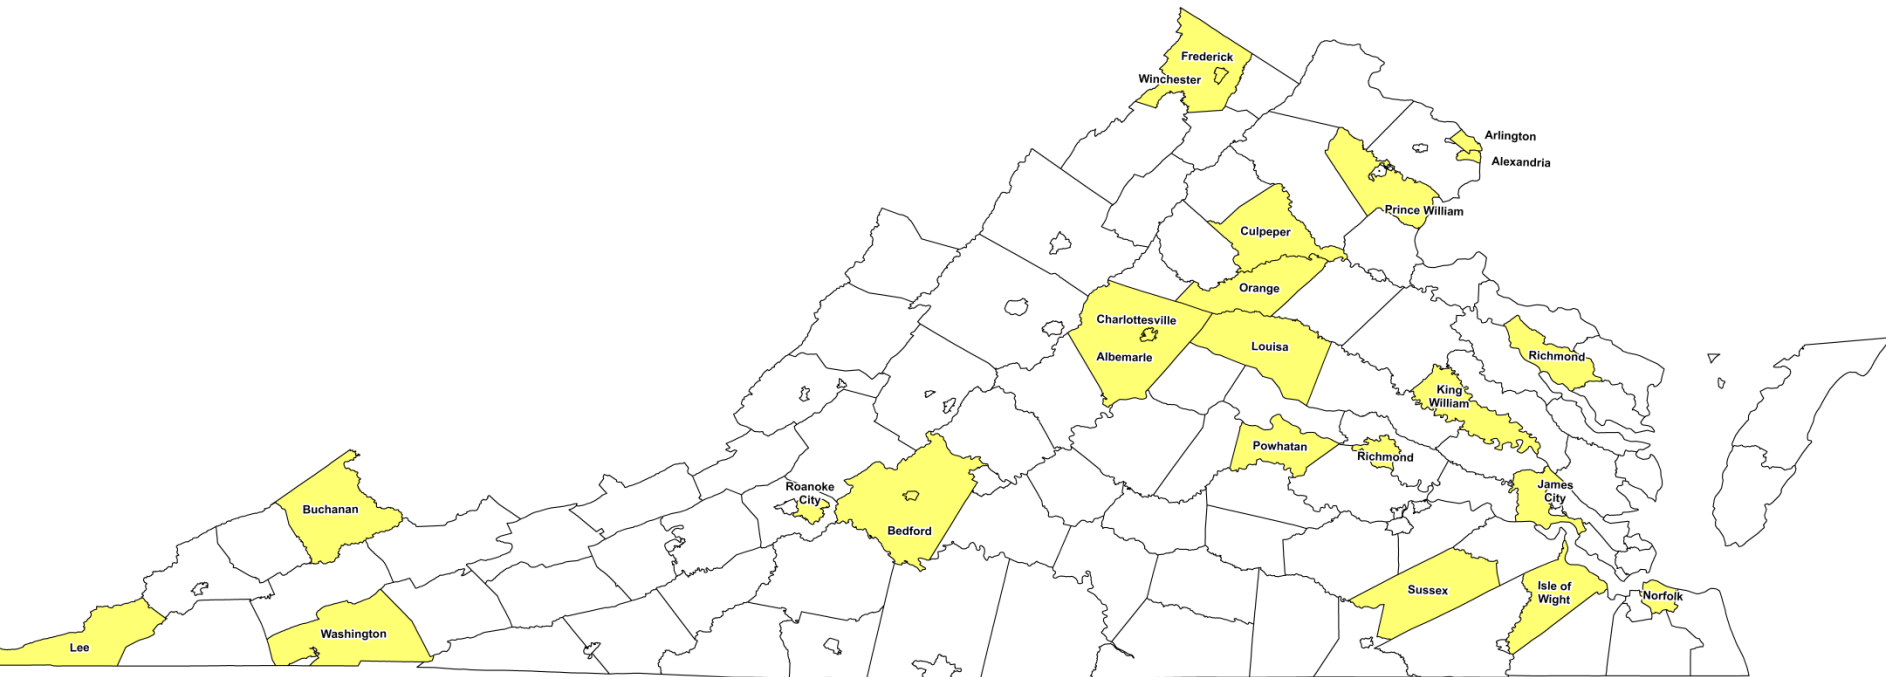 Frederick
Winchester
Arlington
Alexandria
Prince William
Culpeper
Orange
Charlottesville
Albemarle
Louisa
Richmond
King
William
Powhatan
Richmond
Roanoke
City
James
City
Buchanan
Bedford
Sussex
Isle of
Wight
Norfolk
Washington
Lee